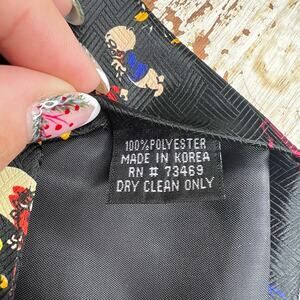 100%POLYESTER
MADE IN KOREA
RN # 73469
DRY CLEAN ONLY